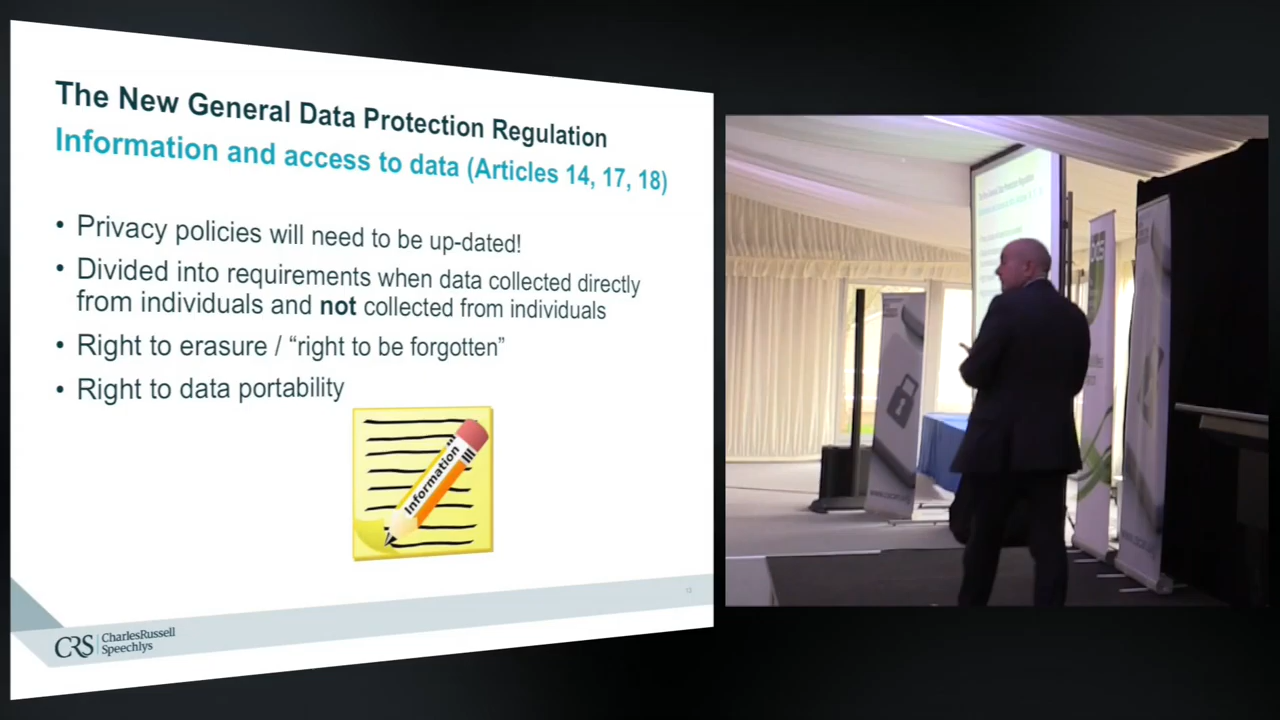 The New General Data Protection Regulation
Information and access to data (Articles 14, 17, 18)
• Privacy policies will need to be up-dated!
• Divided into requirements when data collected directly
from individuals and not collected from individuals
• Right to erasure / “right to be forgotten”
• Right to data portability
Information
CRS
CharlesRussell
Speechlys